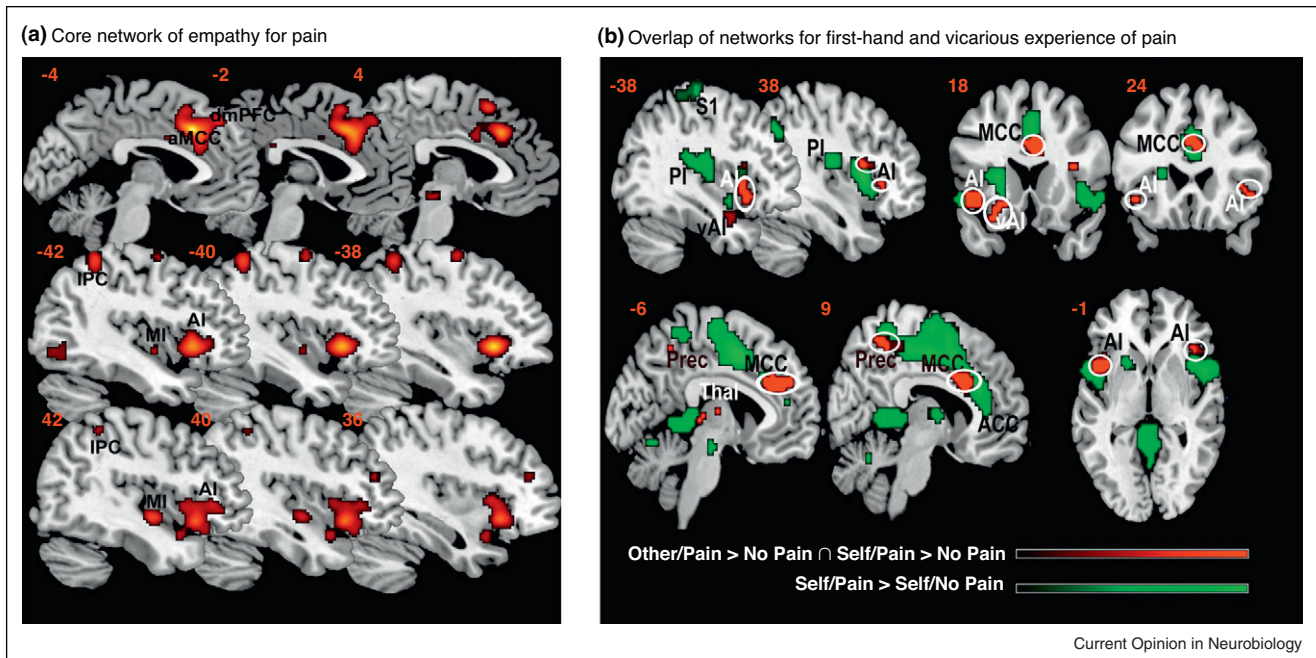 (a) Core network of empathy for pain
-4
-2
4
dmPFC
aMCC
-42
-40
-38
IPC
MI
AI
42
40
36
IPC
MI
AI
(b) Overlap of networks for first-hand and vicarious experience of pain
-38
38
18
24
S1
PI
AI
vAI
PI
AI
MCC
AI
vAI
MCC
AI
AI
-6
9
-1
Prec
MCC
Thal
Prec
MCC
ACC
AI
AI
Other/Pain > No Pain ∩ Self/Pain > No Pain
Self/Pain > Self/No Pain
Current Opinion in Neurobiology